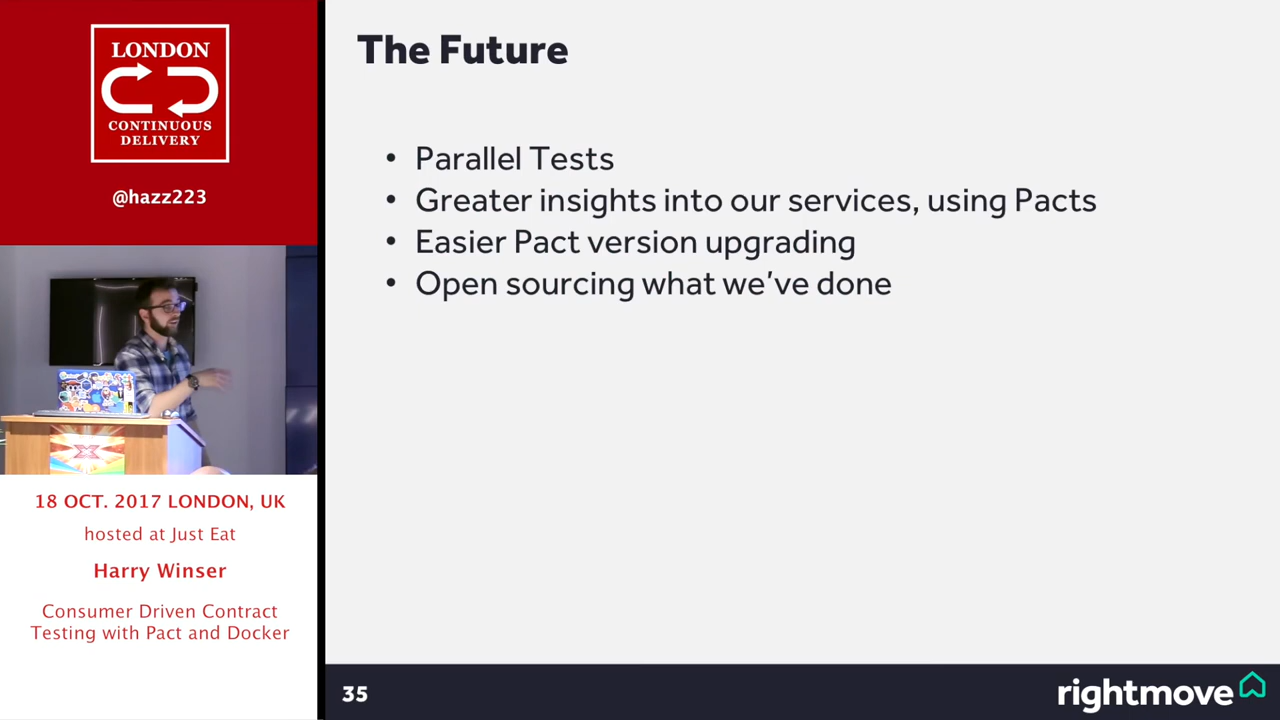 LONDON
CONTINUOUS
DELIVERY
@hazz223
18 OCT. 2017 LONDON, UK
hosted at Just Eat
Harry Winser
Consumer Driven Contract
Testing with Pact and Docker
The Future
• Parallel Tests
• Greater insights into our services, using Pacts
• Easier Pact version upgrading
• Open sourcing what we’ve done
35
rightmove